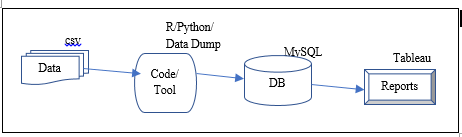 csv
Data
R/Python/
Data Dump
Code/
Tool
MySQL
DB
Tableau
Reports